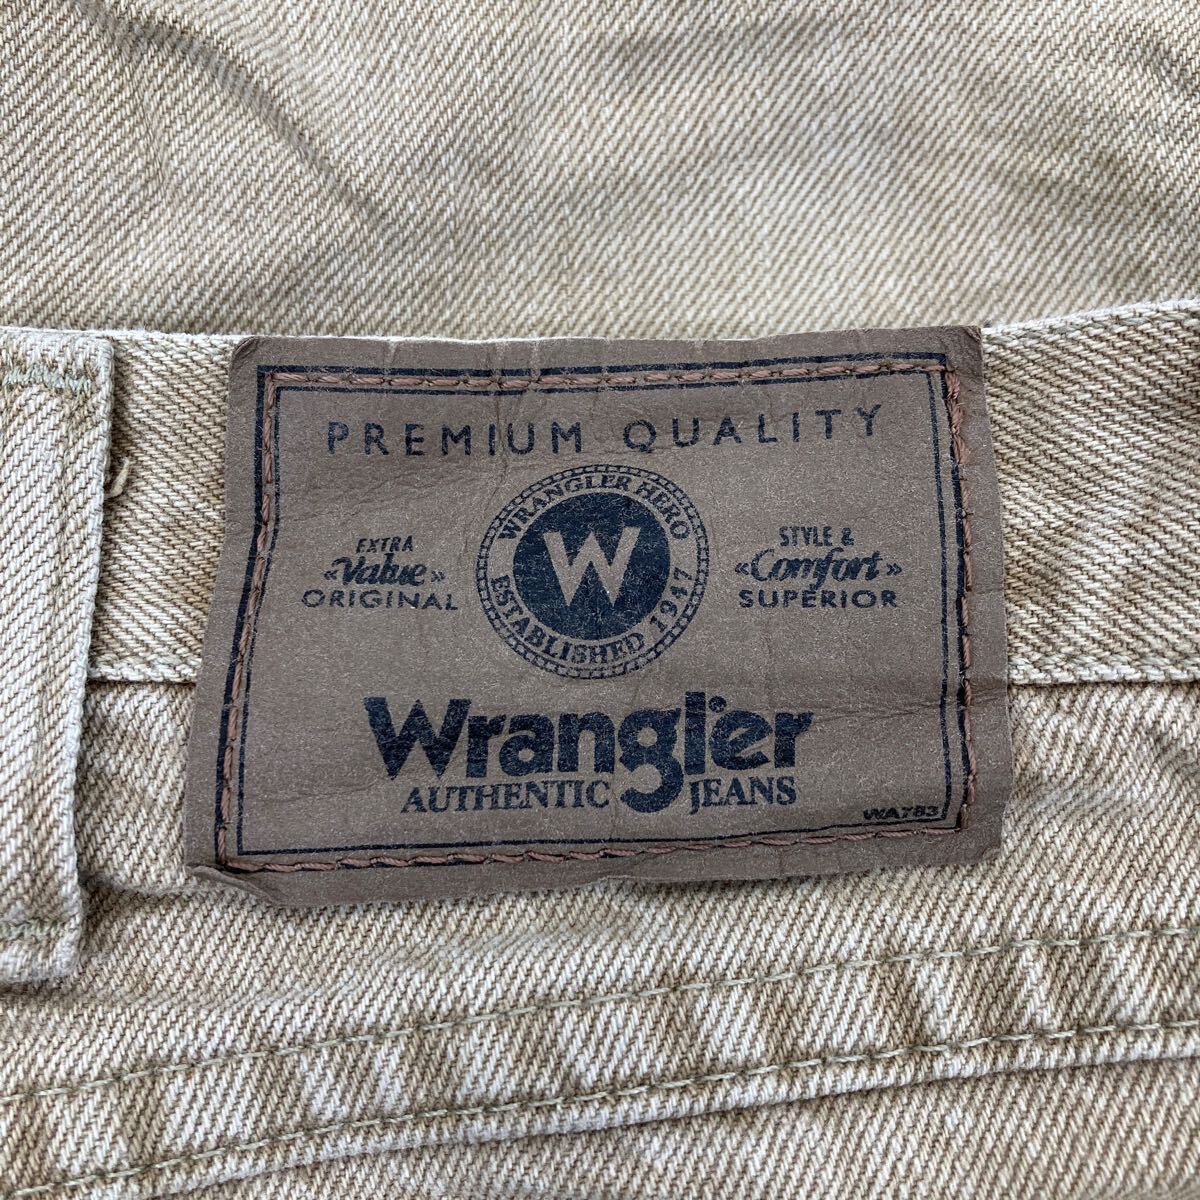 PREMIUM QUALITY
WRANGLER HERO
W
ESTABLISHED 1947
EXTRA
«Value»
ORIGINAL
STYLE &
«Comfort»
SUPERIOR
Wrangler
AUTHENTIC JEANS
WA783